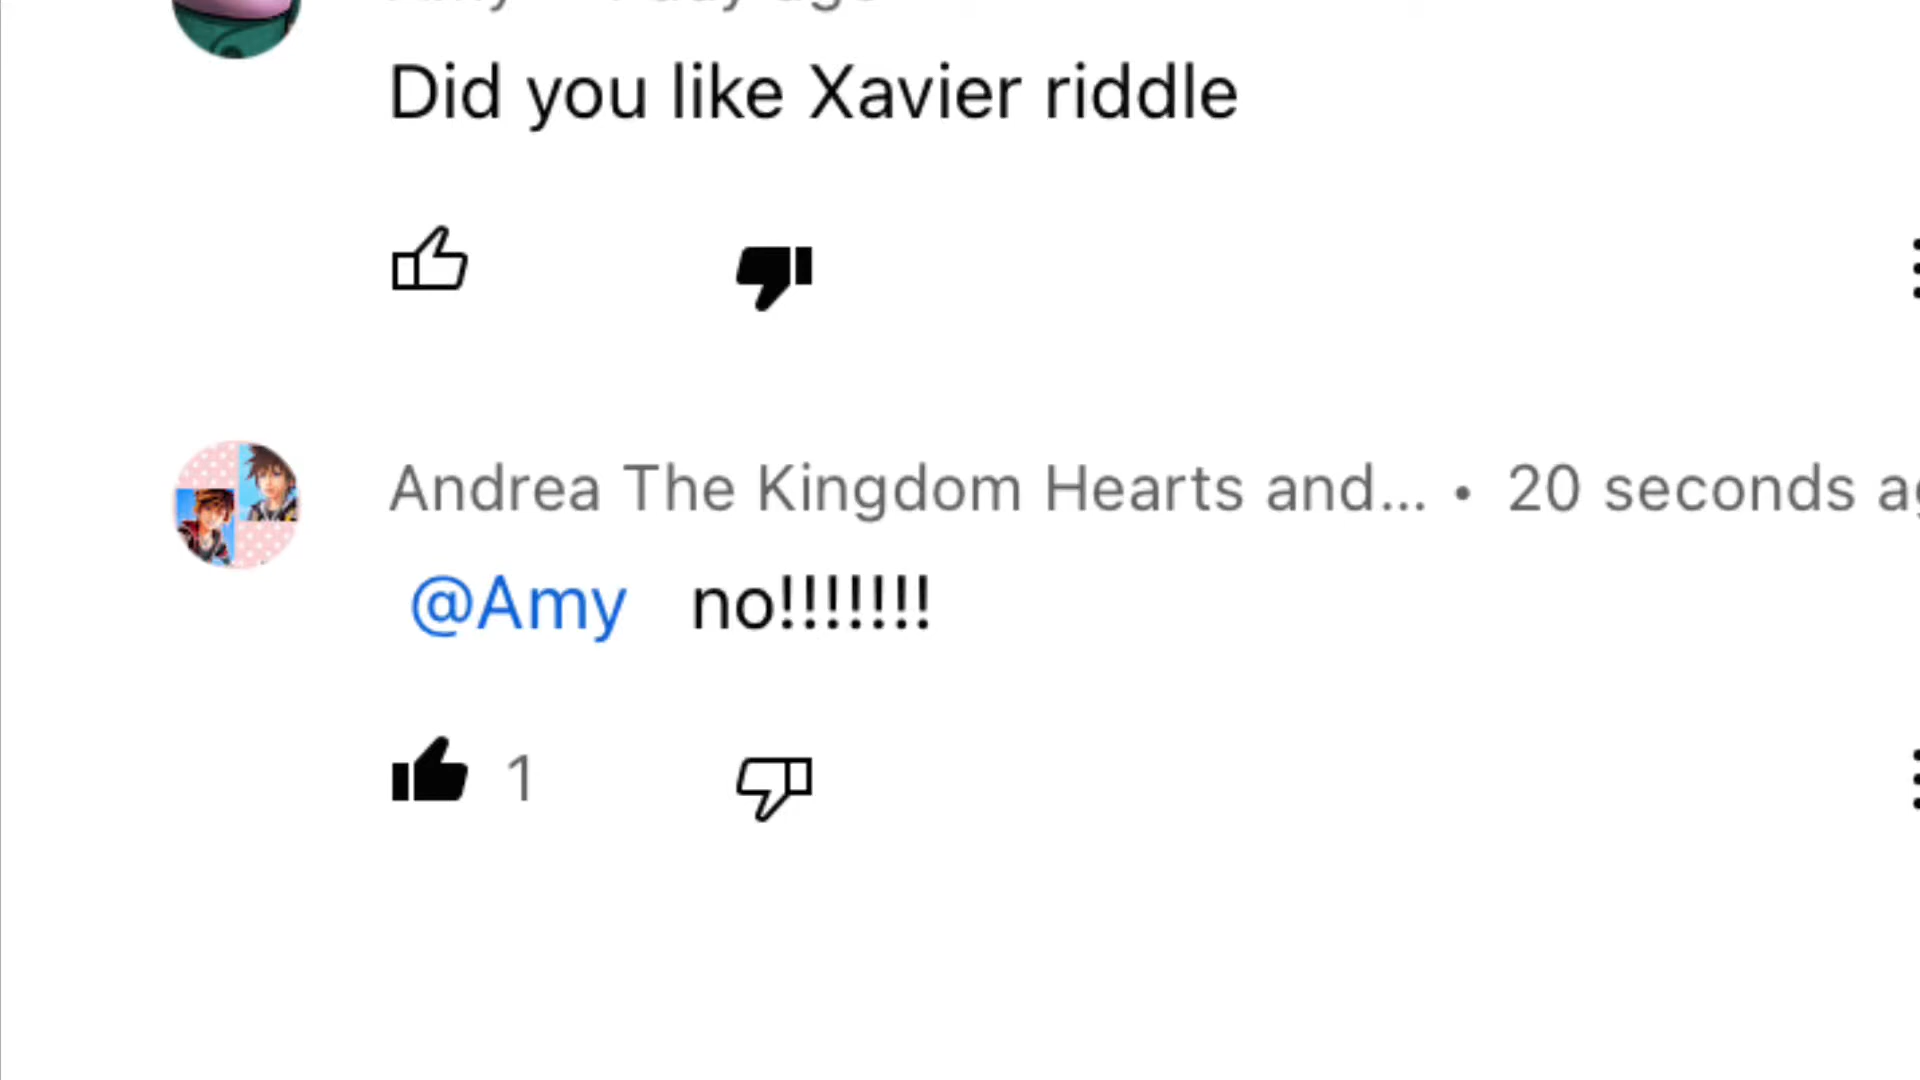 Did you like Xavier riddle
Andrea The Kingdom Hearts and... • 20 seconds
@Amy no!!!!!!!
1